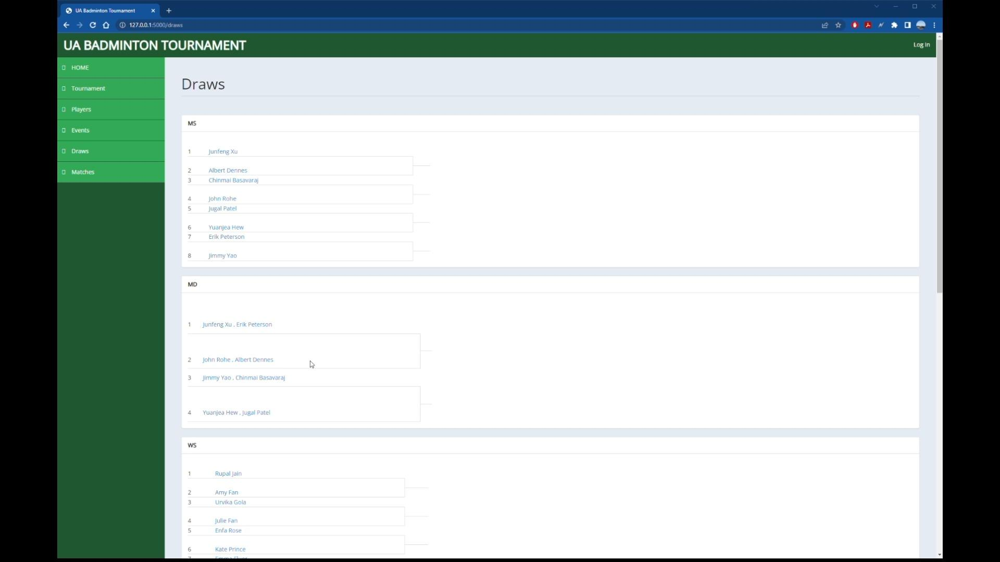 UA Badminton Tournament
127.0.0.1:5000/draws
UA BADMINTON TOURNAMENT
Log In
HOME
Tournament
Players
Events
Draws
Matches
Draws
MS
1 Junfeng Xu
2 Albert Dennes
3 Chinmai Basavaraj
4 John Rohe
5 Jugal Patel
6 Yuanjea Hew
7 Erik Peterson
8 Jimmy Yao
MD
1 Junfeng Xu , Erik Peterson
2 John Rohe , Albert Dennes
3 Jimmy Yao , Chinmai Basavaraj
4 Yuanjea Hew , Jugal Patel
WS
1 Rupal Jain
2 Amy Fan
3 Urvika Gola
4 Julie Fan
5 Enfa Rose
6 Kate Prince